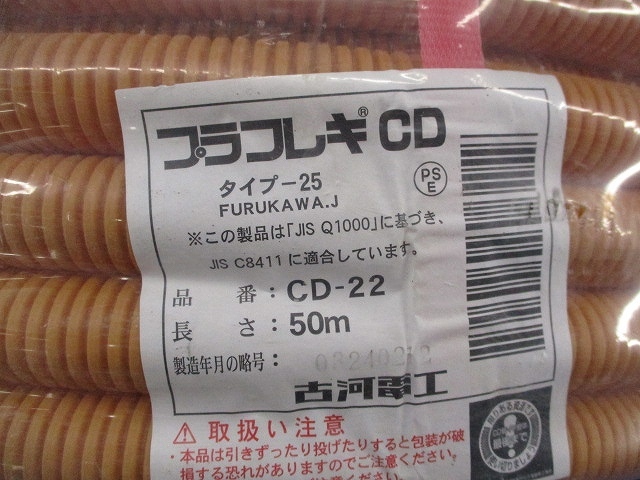 プラフレキ® CD
タイプ-25
PS
E
FURUKAWA.J
※この製品は「JIS Q1000」に基づき、
JIS C8411 に適合しています。
品 番：CD-22
長 さ：50m
製造年月の略号：
古河電工
⚠ 取扱い注意
・本品は引きずったり投げたりすると包装が破
損する恐れがありますのでご注意ください。